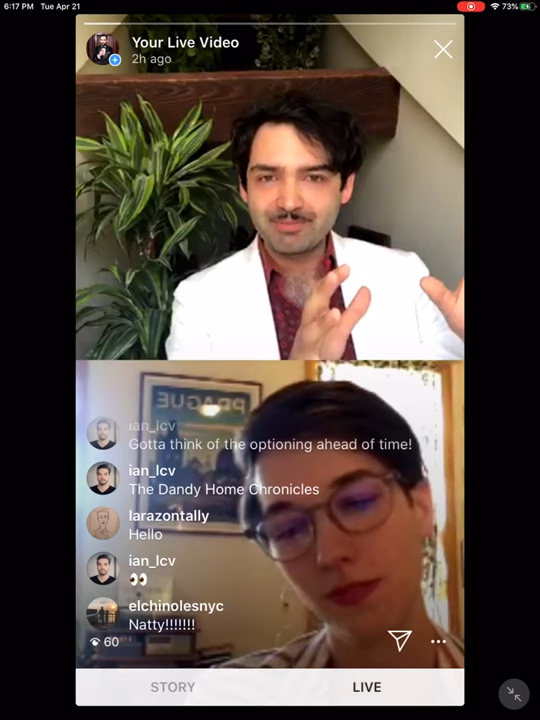 6:17 PM Tue Apr 21
73%
Your Live Video
2h ago
PRAGUE
ian_lcv
Gotta think of the optioning ahead of time!
ian_lcv
The Dandy Home Chronicles
larazontally
Hello
ian_lcv
👀
elchinolesnyc
Natty!!!!!!!
60
STORY
LIVE